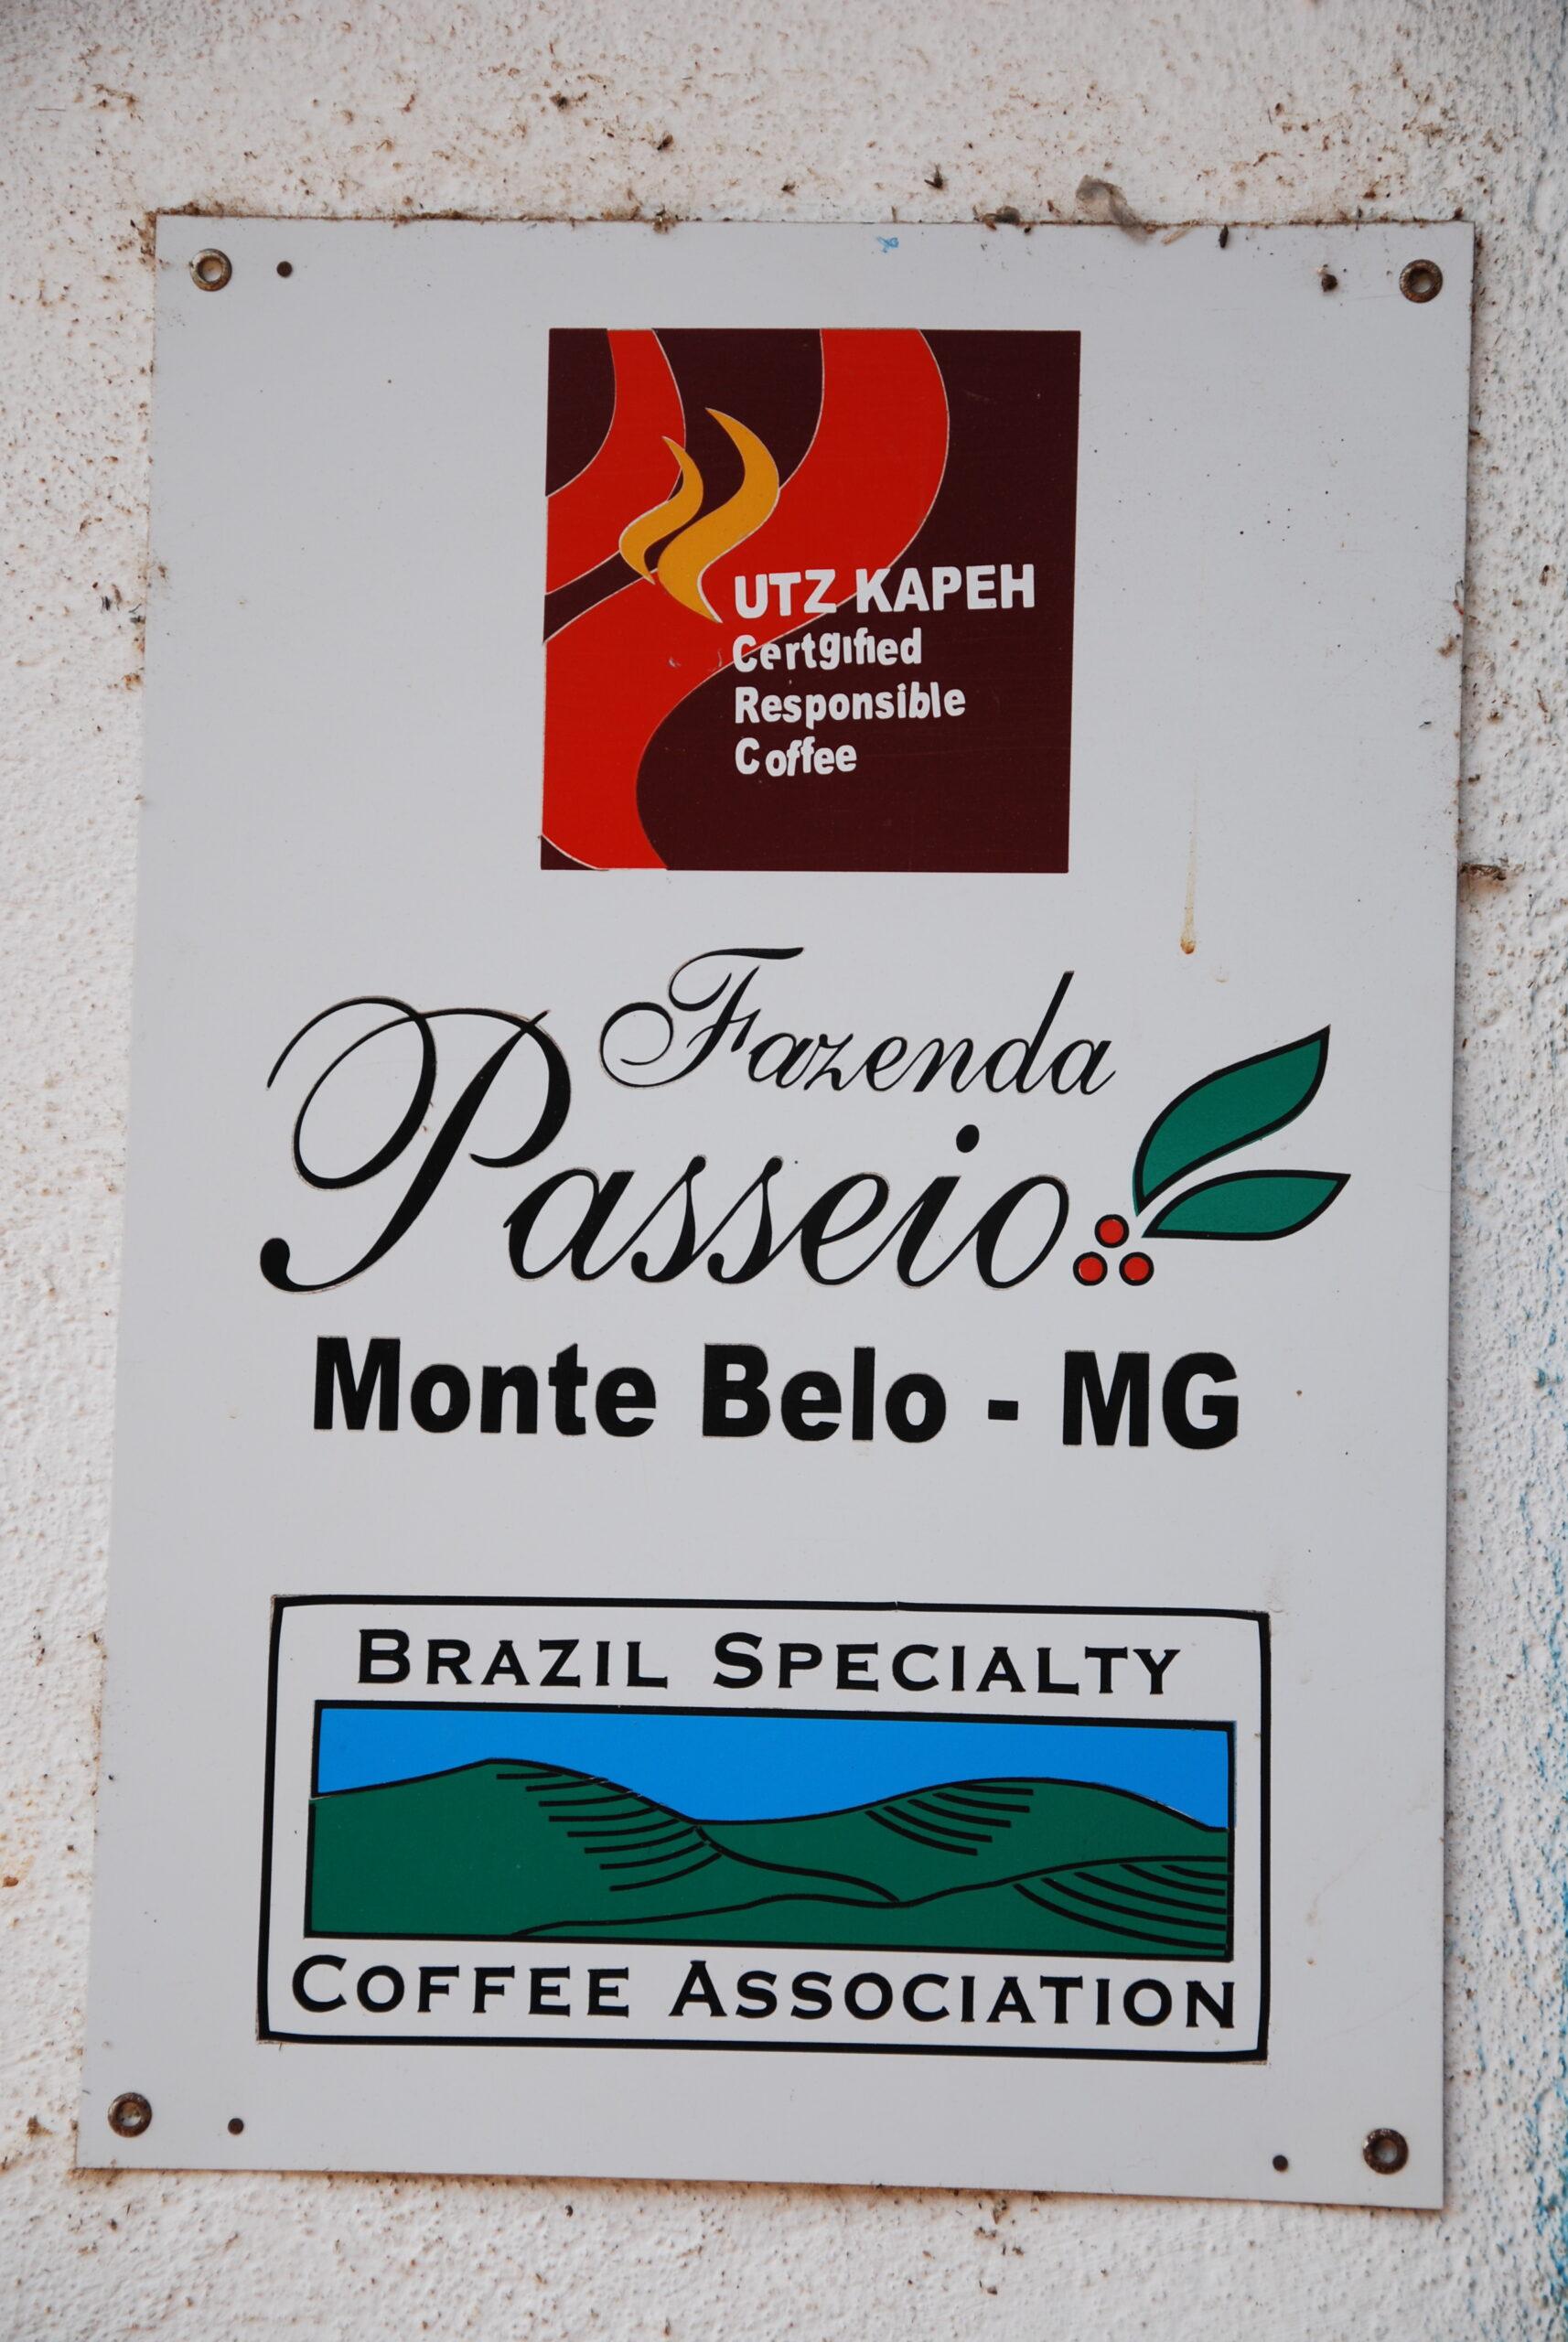 UTZ KAPEH
Certgified
Responsible
Coffee
Fazenda
Passeio
Monte Belo - MG
BRAZIL SPECIALTY
COFFEE ASSOCIATION